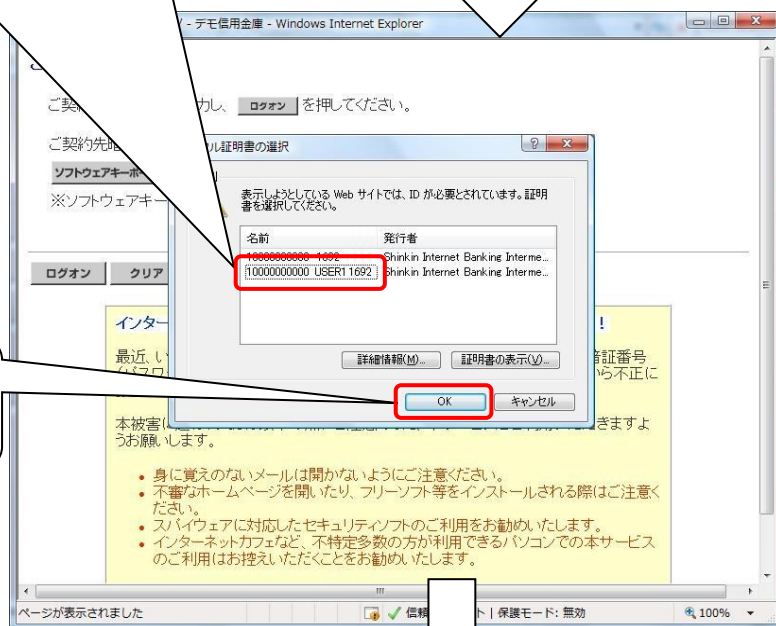 - デモ信用金庫 - Windows Internet Explorer
ご契
力し、 ログオン を押してください。
ご契約先暗
ル証明書の選択
ソフトウェアキーボー
※ソフトウェアキー
表示しようとしている Web サイトでは、ID が必要とされています。証明
書を選択してください。
名前 発行者
10000000000 1692 Shinkin Internet Banking Interme...
10000000000 USER1 1692 Shinkin Internet Banking Interme...
ログオン クリア
インター
!
最近、い
暗証番号
(パスワ
から不正に
詳細情報(M)... 証明書の表示(V)...
OK キャンセル
本被害に
きますよ
うお願いします。
• 身に覚えのないメールは開かないようにご注意ください。
• 不審なホームページを開いたり、フリーソフト等をインストールされる際はご注意く
ださい。
• スパイウェアに対応したセキュリティソフトのご利用をお勧めいたします。
• インターネットカフェなど、不特定多数の方が利用できるパソコンでの本サービス
のご利用はお控えいただくことをお勧めいたします。
ページが表示されました 信頼 ト | 保護モード: 無効 100%